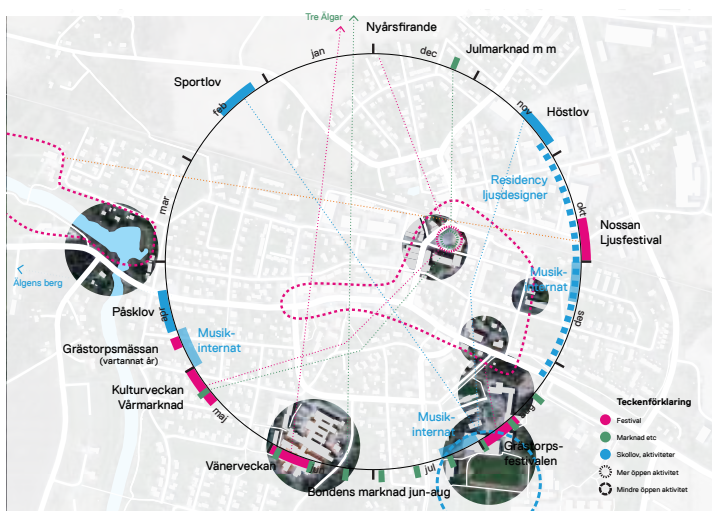 Tre Älgar
Nyårsfirande
jan
dec
Julmarknad m m
Sportlov
feb
nov
Höstlov
Residency
ljusdesigner
mar
okt
Nossan
Ljusfestival
Älgens berg
Musik-
internat
Påsklov
apr
sep
Musik-
internat
Grästorpsmässan
(vartannat år)
Kulturveckan
Vårmarknad
maj
Musik-
internat
aug
Grästorps-
festivalen
Vänerveckan
jun
jul
Bondens marknad jun-aug
Teckenförklaring
Festival
Marknad etc
Skollov, aktiviteter
Mer öppen aktivitet
Mindre öppen aktivitet